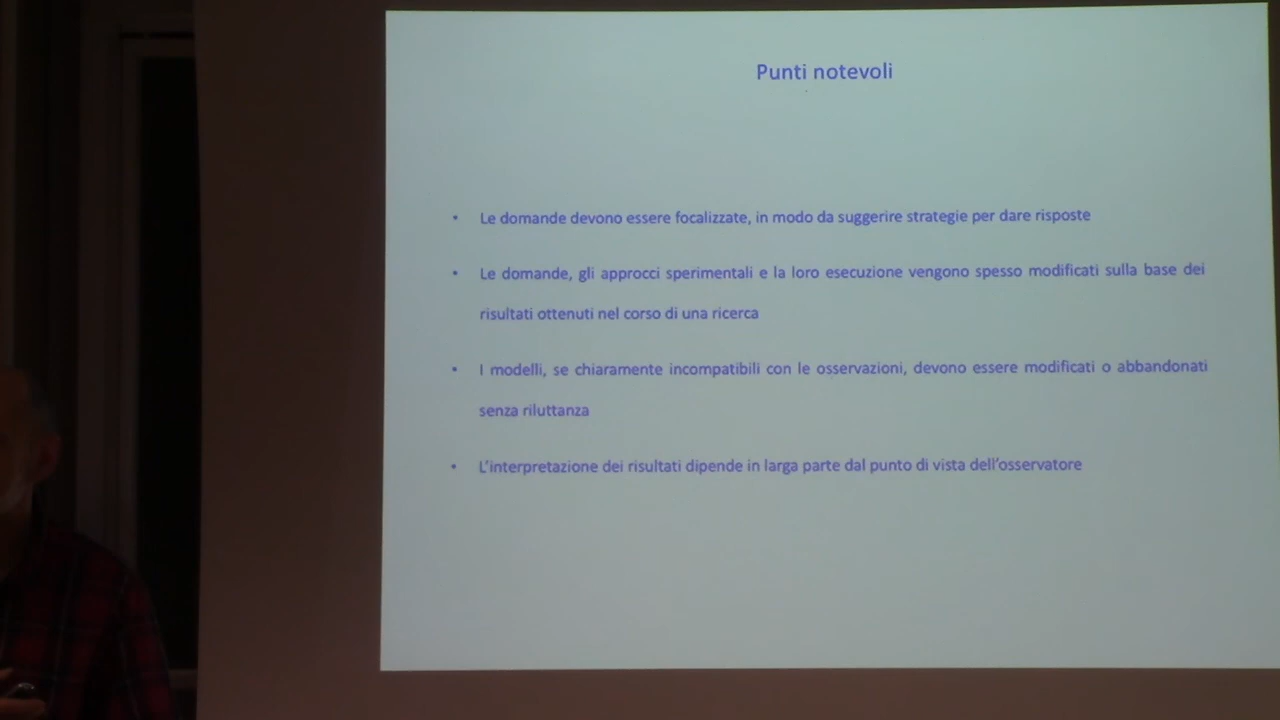 Punti notevoli
• Le domande devono essere focalizzate, in modo da suggerire strategie per dare risposte
• Le domande, gli approcci sperimentali e la loro esecuzione vengono spesso modificati sulla base dei
risultati ottenuti nel corso di una ricerca
• I modelli, se chiaramente incompatibili con le osservazioni, devono essere modificati o abbandonati
senza riluttanza
• L'interpretazione dei risultati dipende in larga parte dal punto di vista dell'osservatore